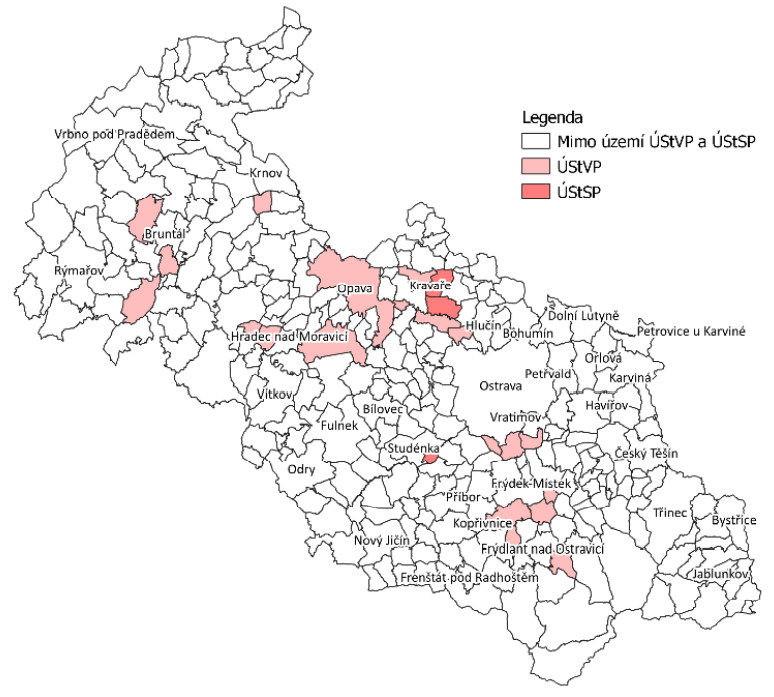 Legenda
Mimo území ÚStVP a ÚStSP
ÚStVP
ÚStSP
Vrbno pod Pradědem
Krnov
Bruntál
Rýmařov
Opava
Kravaře
Hlučín
Bohumín
Dolní Lutyně
Petrovice u Karviné
Hradec nad Moravicí
Orlová
Petřvald
Karviná
Ostrava
Vítkov
Bílovec
Havířov
Vratimov
Fulnek
Studénka
Český Těšín
Odry
Frýdek-Místek
Příbor
Třinec
Kopřivnice
Bystřice
Nový Jičín
Frýdlant nad Ostravicí
Frenštát pod Radhoštěm
Jablunkov